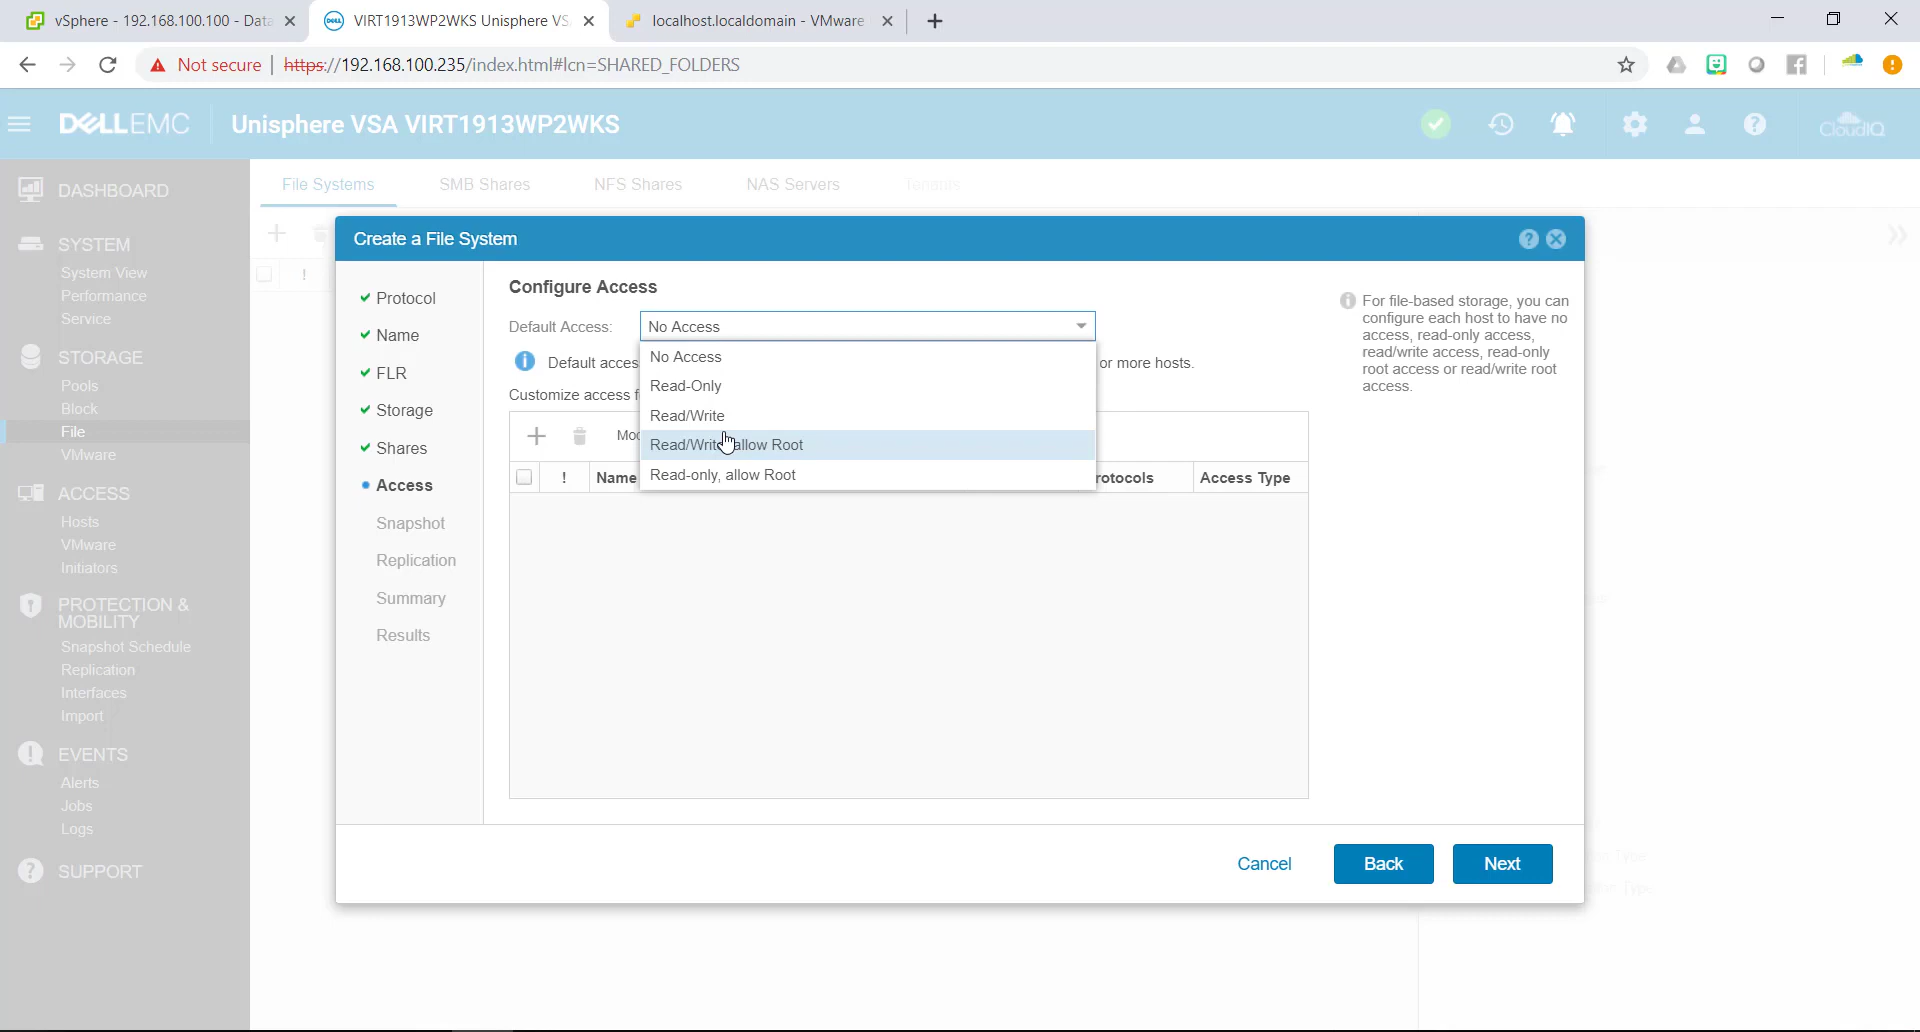 vSphere - 192.168.100.100 - Data
VIRT1913WP2WKS Unisphere VS
localhost.localdomain - VMware
Not secure
https://192.168.100.235/index.html#lcn=SHARED_FOLDERS
DELLEMC
Unisphere VSA VIRT1913WP2WKS
CloudIQ
DASHBOARD
SYSTEM
System View
Performance
Service
STORAGE
Pools
Block
File
VMware
ACCESS
Hosts
VMware
Initiators
PROTECTION &
MOBILITY
Snapshot Schedule
Replication
Interfaces
Import
EVENTS
Alerts
Jobs
Logs
SUPPORT
File Systems
SMB Shares
NFS Shares
NAS Servers
Tenants
!
Create a File System
Protocol
Name
FLR
Storage
Shares
Access
Snapshot
Replication
Summary
Results
Configure Access
Default Access:
No Access
No Access
Read-Only
Read/Write
Read/Write, allow Root
Read-only, allow Root
Default acces
or more hosts.
Customize access f
Mo
!
Name
rotocols
Access Type
For file-based storage, you can
configure each host to have no
access, read-only access,
read/write access, read-only
root access or read/write root
access.
Cancel
Back
Next
Type
Type